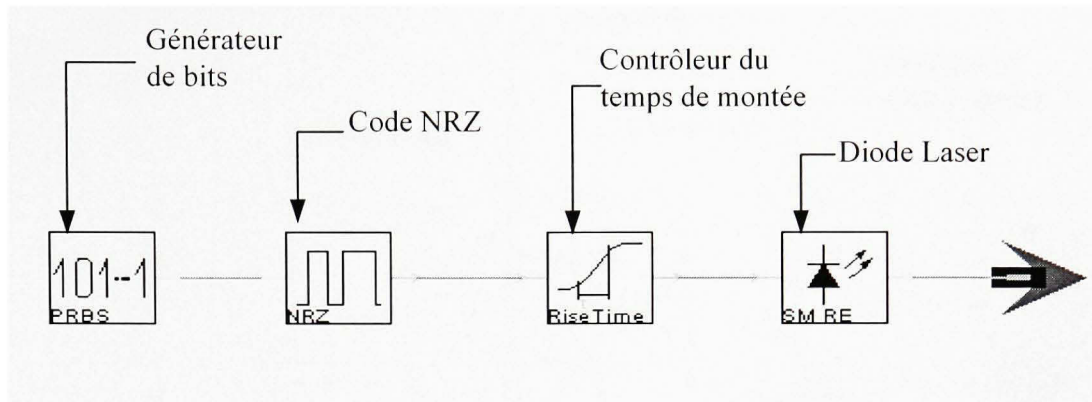 Générateur
de bits
Code NRZ
Contrôleur du
temps de montée
Diode Laser
101--1
PRBS
NRZ
RiseTime
SM RE